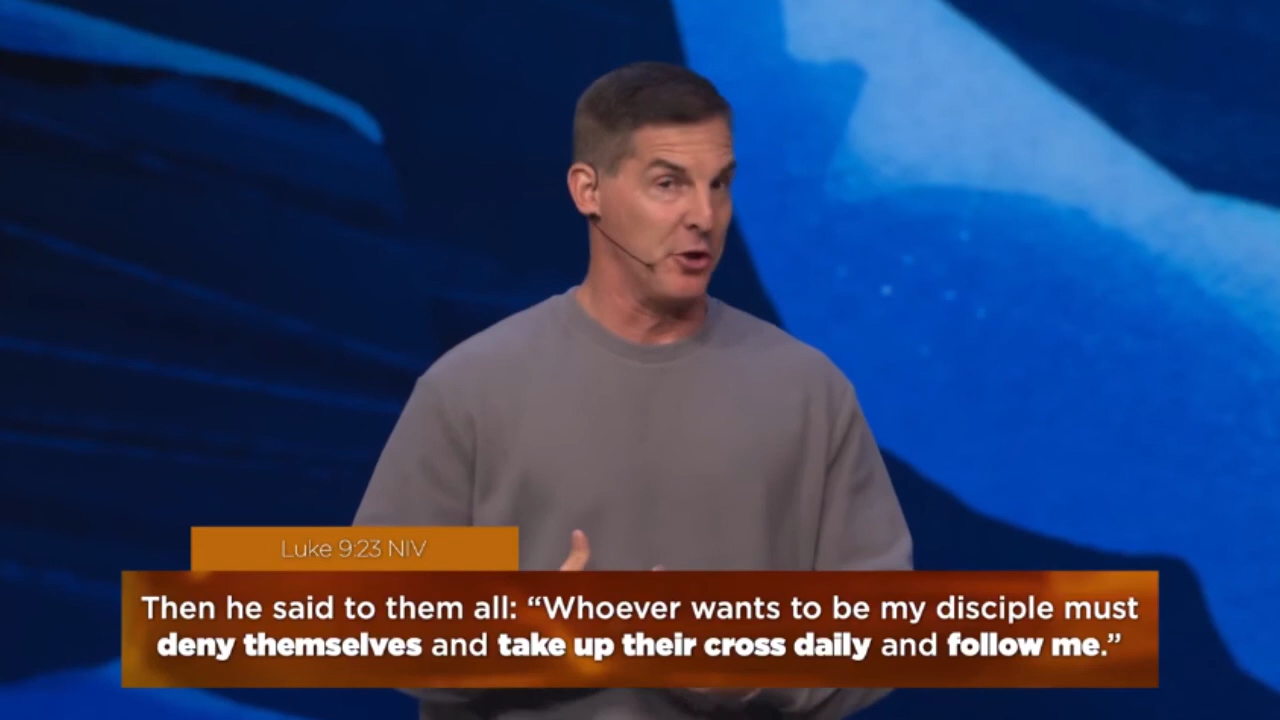 Luke 9:23 NIV
Then he said to them all: “Whoever wants to be my disciple must
deny themselves and take up their cross daily and follow me.”